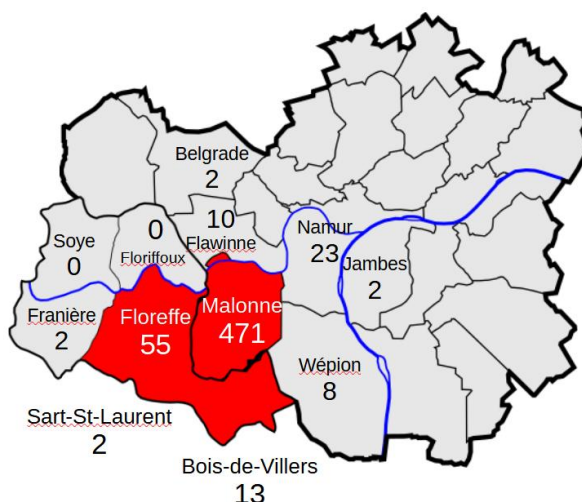 Belgrade
2
10
Flawinne
0
Floriffoux
Soye
0
Namur
23
Jambes
2
Franière
2
Floreffe
55
Malonne
471
Wépion
8
Sart-St-Laurent
2
Bois-de-Villers
13